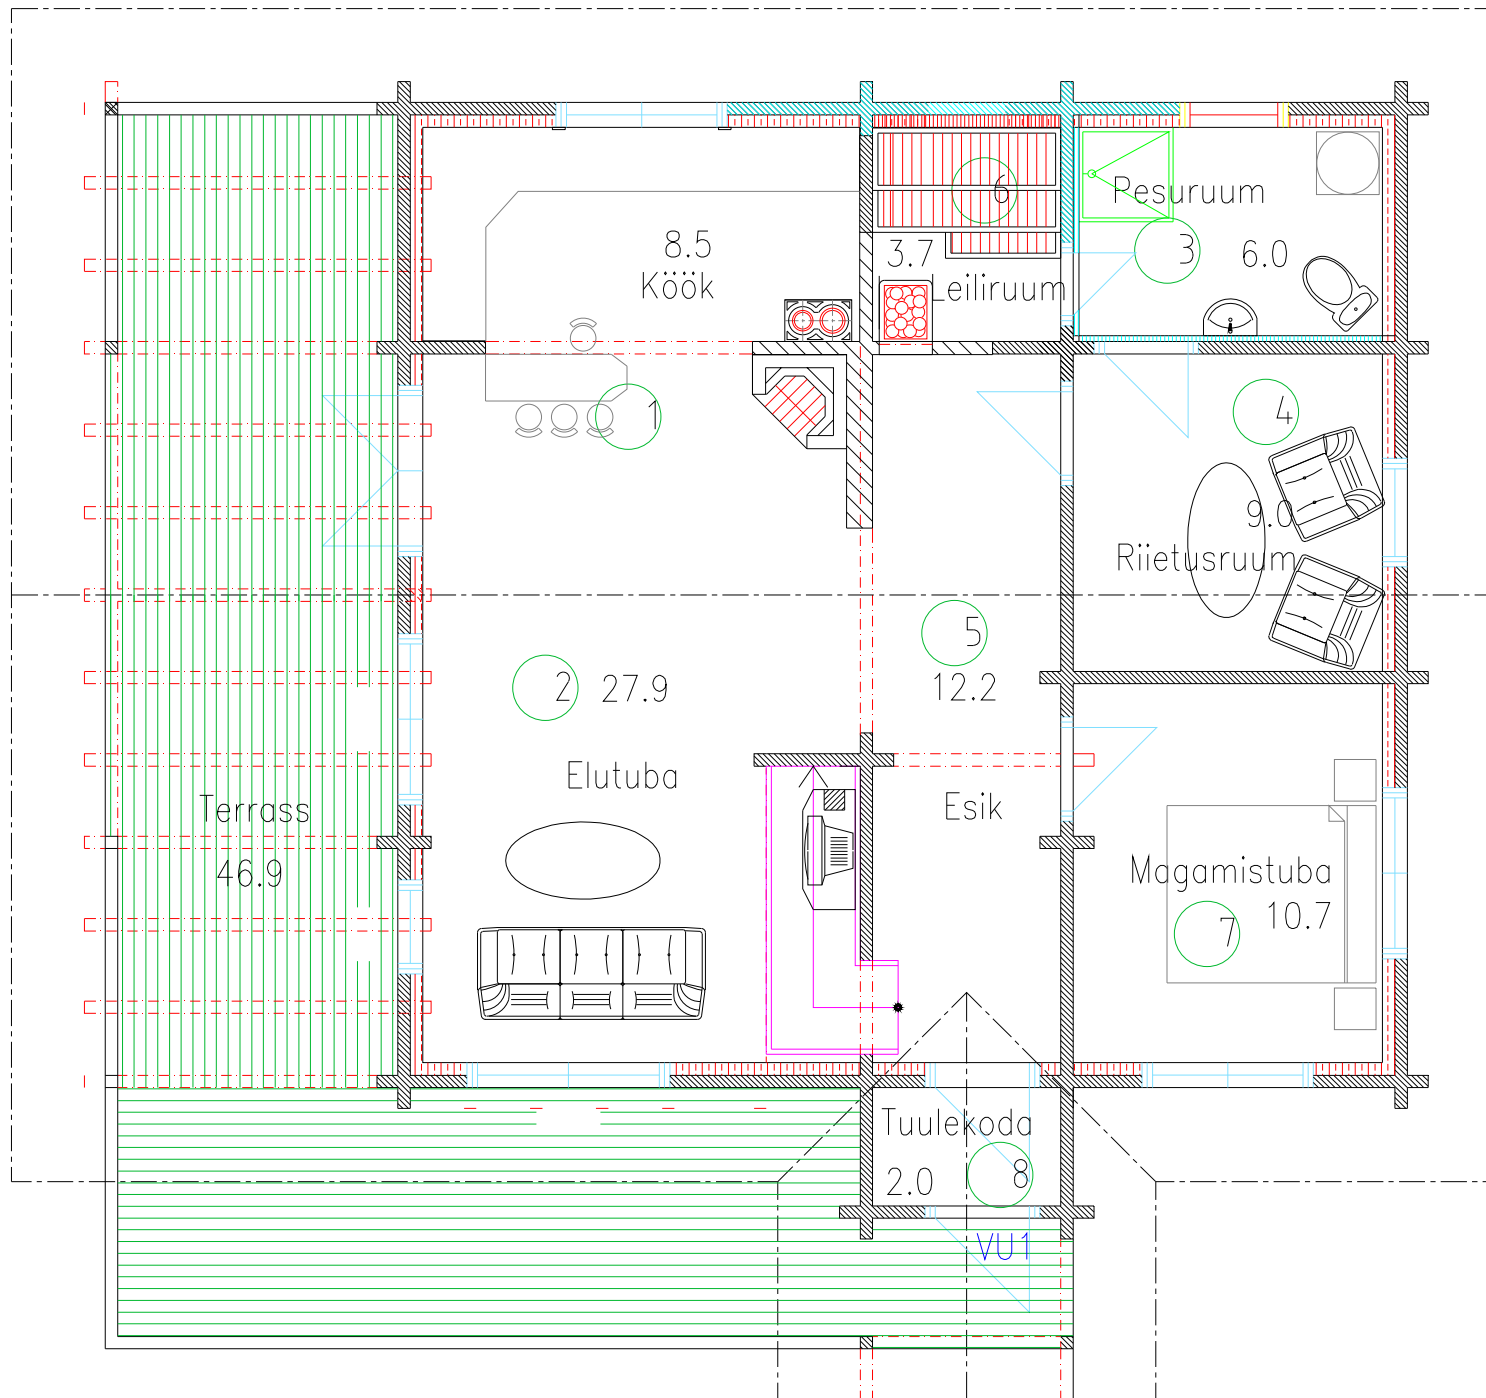 6
Pesuruum
3
6.0
8.5
Köök
3.7
Leiliruum
1
4
9.0
Riietusruum
5
12.2
2 27.9
Elutuba
Terrass
46.9
Esik
Magamistuba
10.7
7
Tuulekoda
2.0
8
VU1